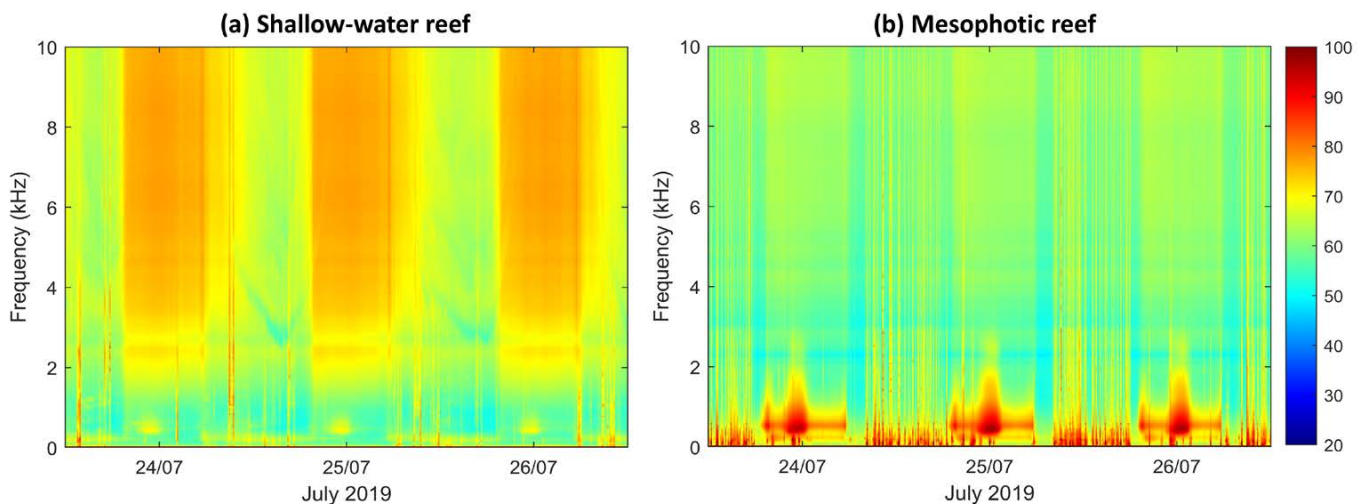 (a) Shallow-water reef
10
8
6
4
2
0
Frequency (kHz)
24/07 25/07 26/07
July 2019
(b) Mesophotic reef
10
8
6
4
2
0
Frequency (kHz)
24/07 25/07 26/07
July 2019
100
90
80
70
60
50
40
30
20